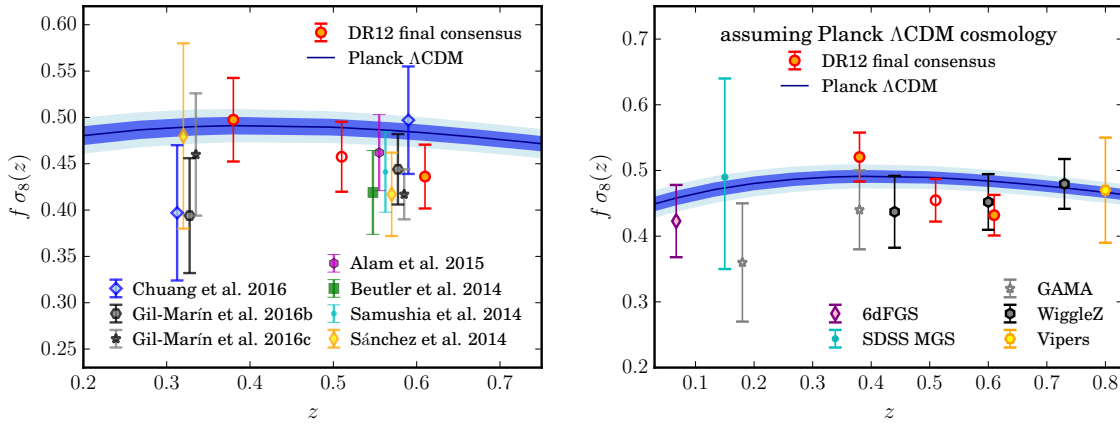 0.60
0.55
0.50
0.45
0.40
0.35
0.30
0.25
f σ₈(z)
DR12 final consensus
Planck ΛCDM
Alam et al. 2015
Chuang et al. 2016
Beutler et al. 2014
Gil-Marín et al. 2016b
Samushia et al. 2014
Gil-Marín et al. 2016c
Sánchez et al. 2014
0.2 0.3 0.4 0.5 0.6 0.7
z
0.7
0.6
0.5
0.4
0.3
0.2
f σ₈(z)
assuming Planck ΛCDM cosmology
DR12 final consensus
Planck ΛCDM
GAMA
6dFGS
WiggleZ
SDSS MGS
Vipers
0.1 0.2 0.3 0.4 0.5 0.6 0.7 0.8
z